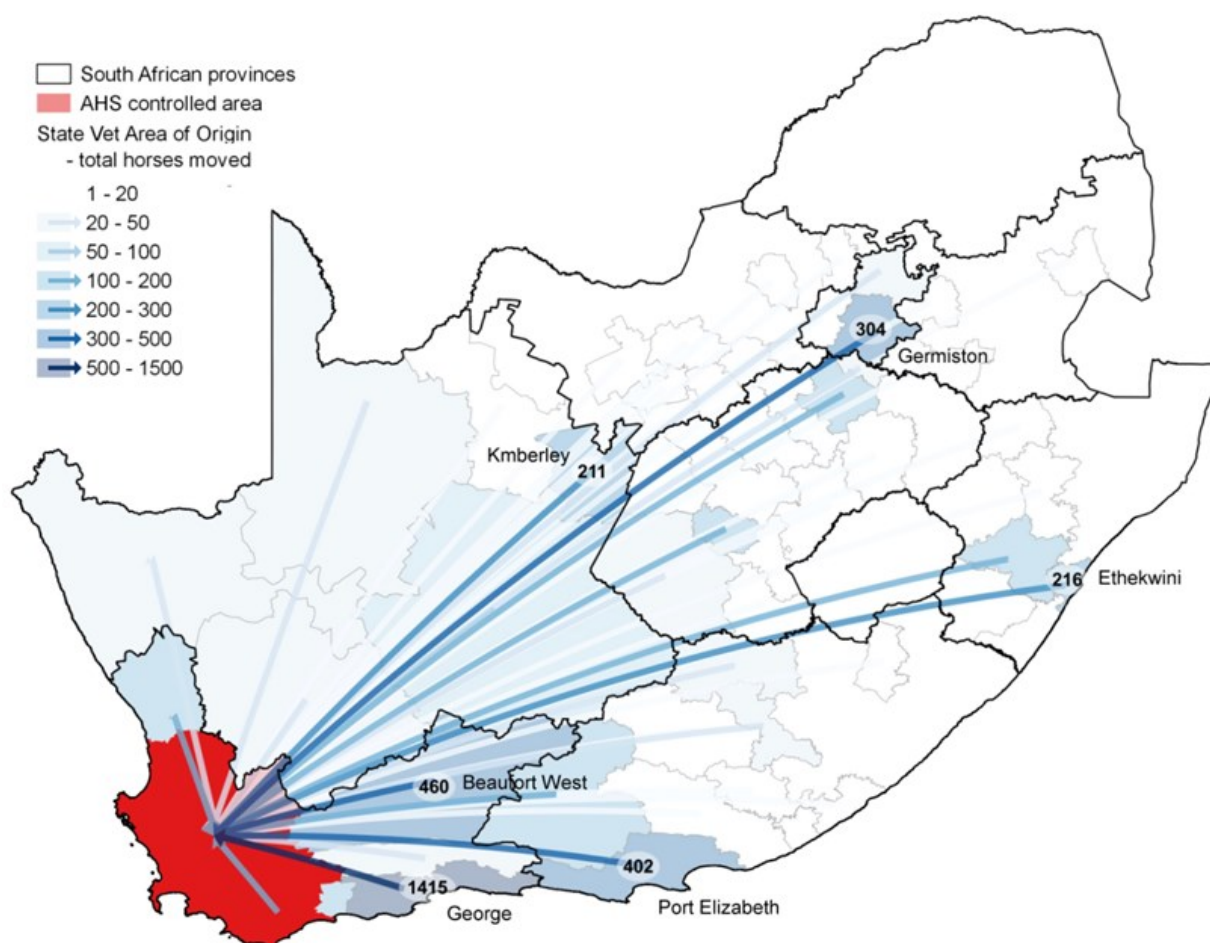 South African provinces
AHS controlled area
State Vet Area of Origin
- total horses moved
1 - 20
20 - 50
50 - 100
100 - 200
200 - 300
300 - 500
500 - 1500
304
Germiston
Kmberley
211
216 Ethekwini
460 Beaufort West
402
1415
George
Port Elizabeth